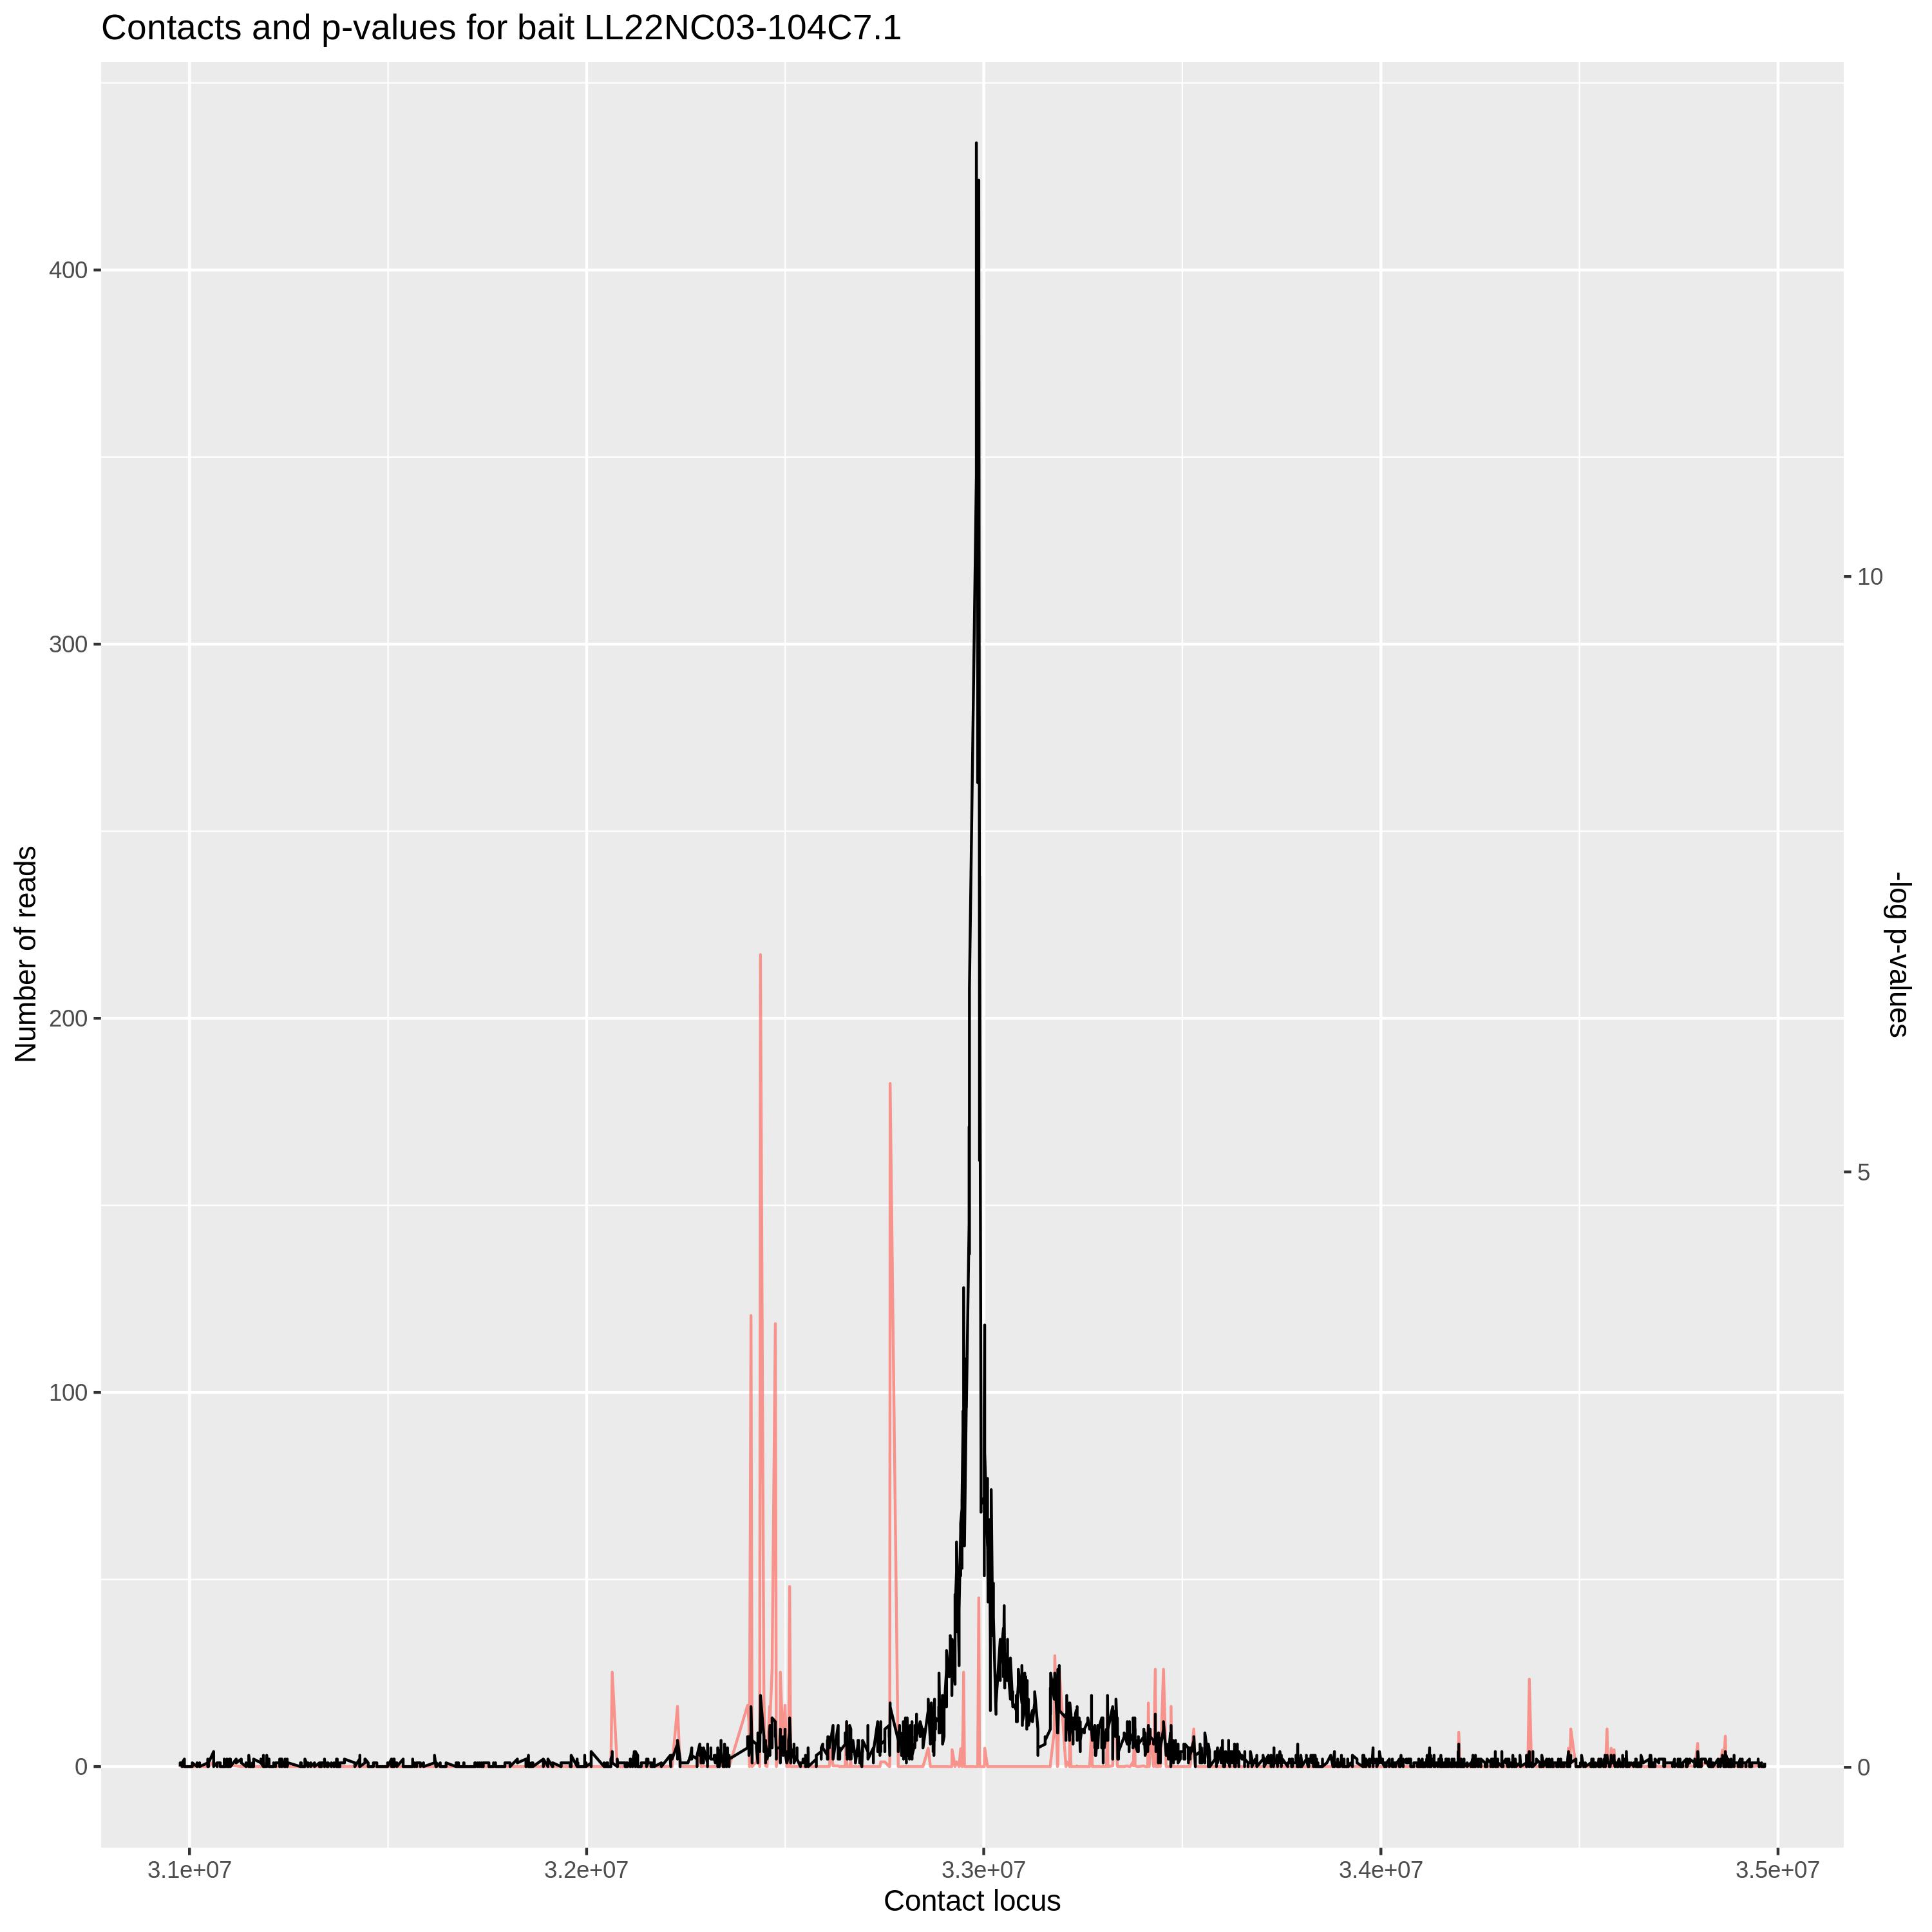 Contacts and p-values for bait LL22NC03-104C7.1
400
300
200
100
0
Number of reads
10
5
0
-log p-values
3.1e+07 3.2e+07 3.3e+07 3.4e+07 3.5e+07
Contact locus